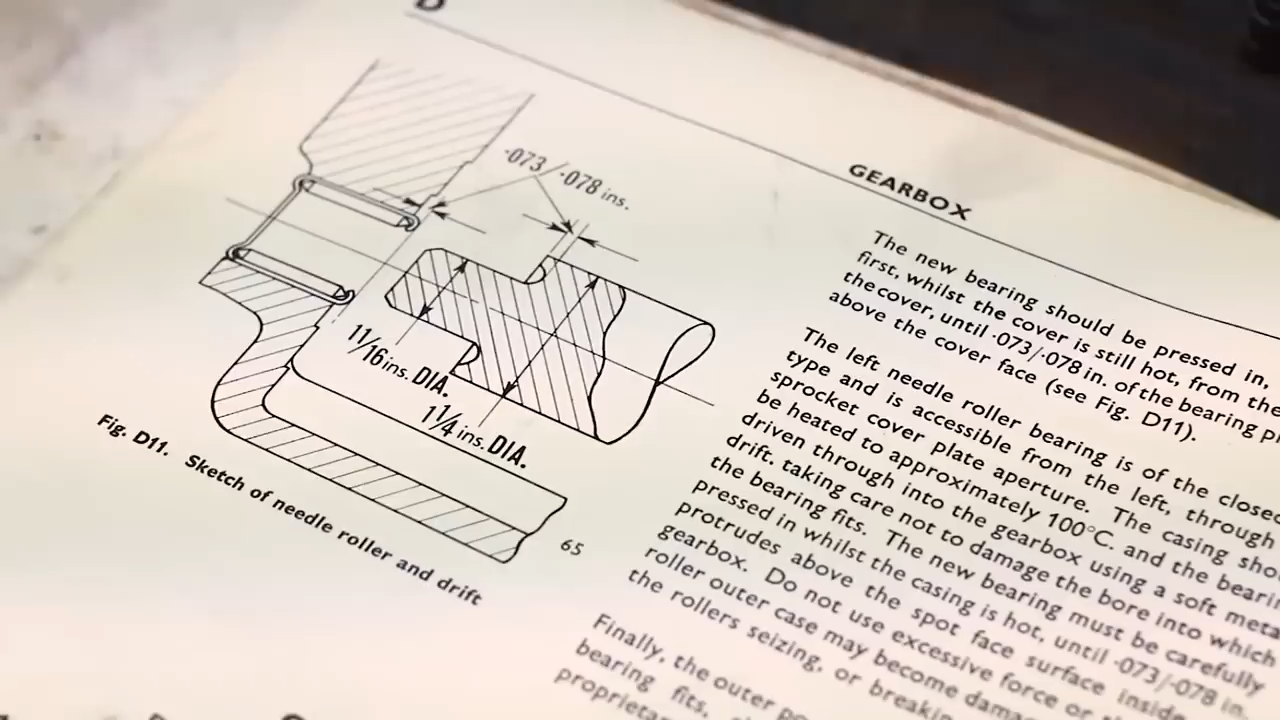 D
GEARBOX
·073/·078 ins.
11/16 ins. DIA.
1 1/4 ins. DIA.
Fig. D11. Sketch of needle roller and drift
65
The new bearing should be pressed in,
first, whilst the cover is still hot, from the
the cover, until ·073/·078 in. of the bearing
above the cover face (see Fig. D11).
The left needle roller bearing is of the closed
type and is accessible from the left, through
sprocket cover plate aperture. The casing
be heated to approximately 100°C. and the
driven through into the gearbox using a soft
drift, taking care not to damage the bore into which
the bearing fits. The new bearing must be carefully
pressed in whilst the casing is hot, until ·073/·078 in.
protrudes above the spot face surface
gearbox. Do not use excessive force or
roller outer case may become
the rollers seizing, or
Finally, the outer
bearing fits,